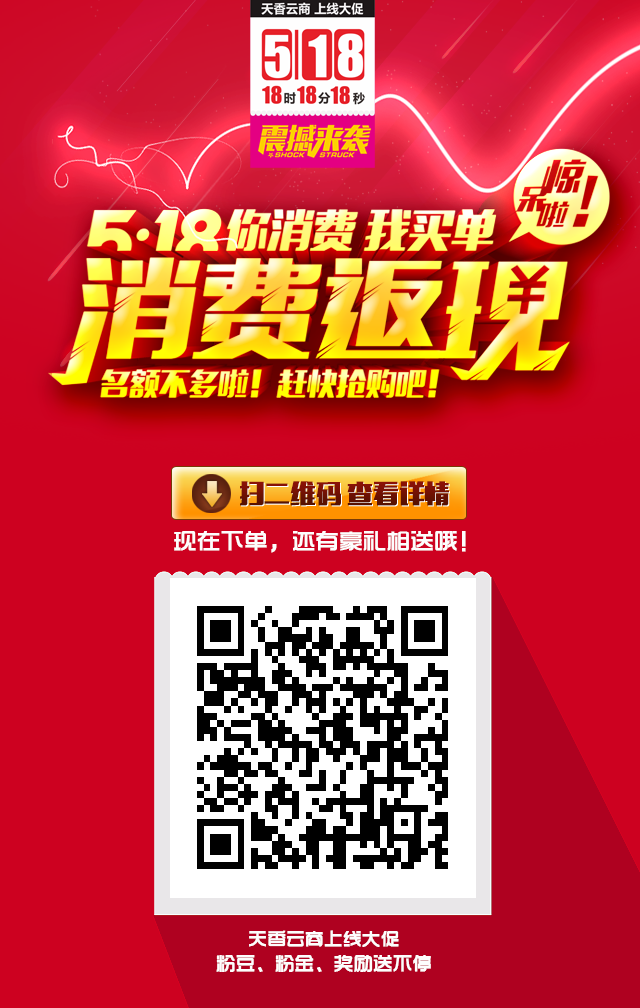 天香云商 上线大促
518
18时18分18秒
震撼来袭
SHOCK STRUCK
惊
呆啦!
5·18你消费 我买单
消费返现
名额不多啦! 赶快抢购吧!
扫二维码 查看详情
现在下单，还有豪礼相送哦!
天香云商上线大促
粉豆、粉金、奖励送不停